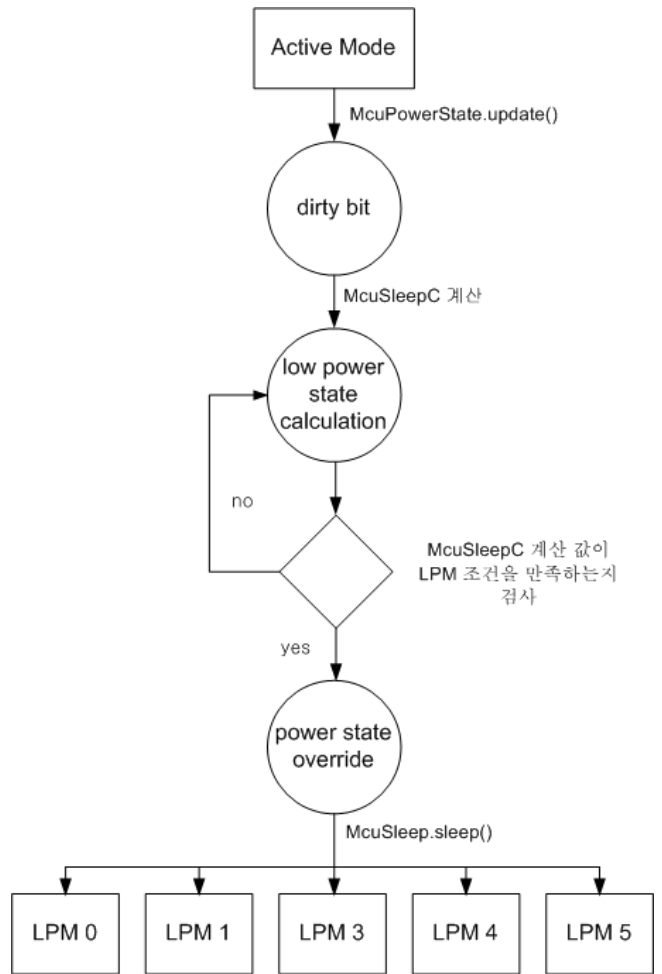 Active Mode
McuPowerState.update()
dirty bit
McuSleepC 계산
low power
state
calculation
no
McuSleepC 계산 값이
LPM 조건을 만족하는지
검사
yes
power state
override
McuSleep.sleep()
LPM 0
LPM 1
LPM 3
LPM 4
LPM 5